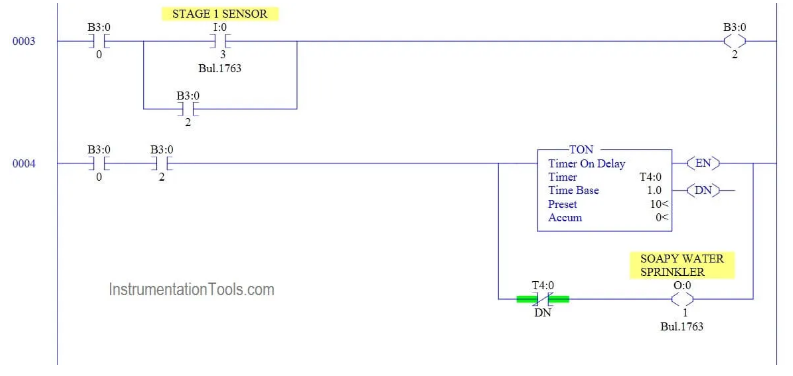 STAGE 1 SENSOR
B3:0 I:0 B3:0
0003
0 3 2
Bul.1763
B3:0
2
B3:0 B3:0
0004
0 2
TON
Timer On Delay EN
Timer T4:0
Time Base 1.0 DN
Preset 10<
Accum 0<
SOAPY WATER
SPRINKLER
InstrumentationTools.com
T4:0 O:0
DN 1
Bul.1763